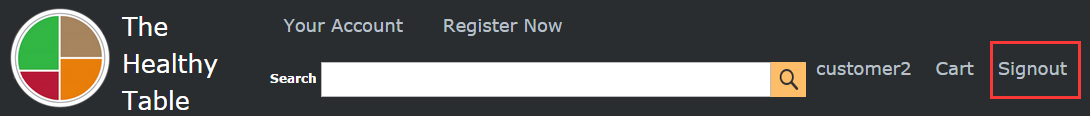 The
Healthy
Table
Your Account Register Now
Search
customer2 Cart Signout